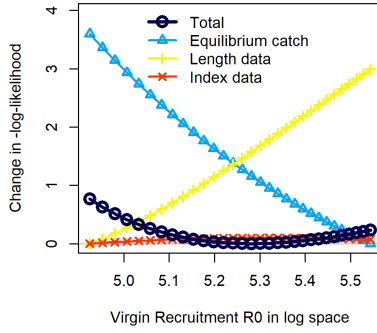 Total
Equilibrium catch
Length data
Index data
Change in -log-likelihood
4
3
2
1
0
5.0 5.1 5.2 5.3 5.4 5.5
Virgin Recruitment R0 in log space